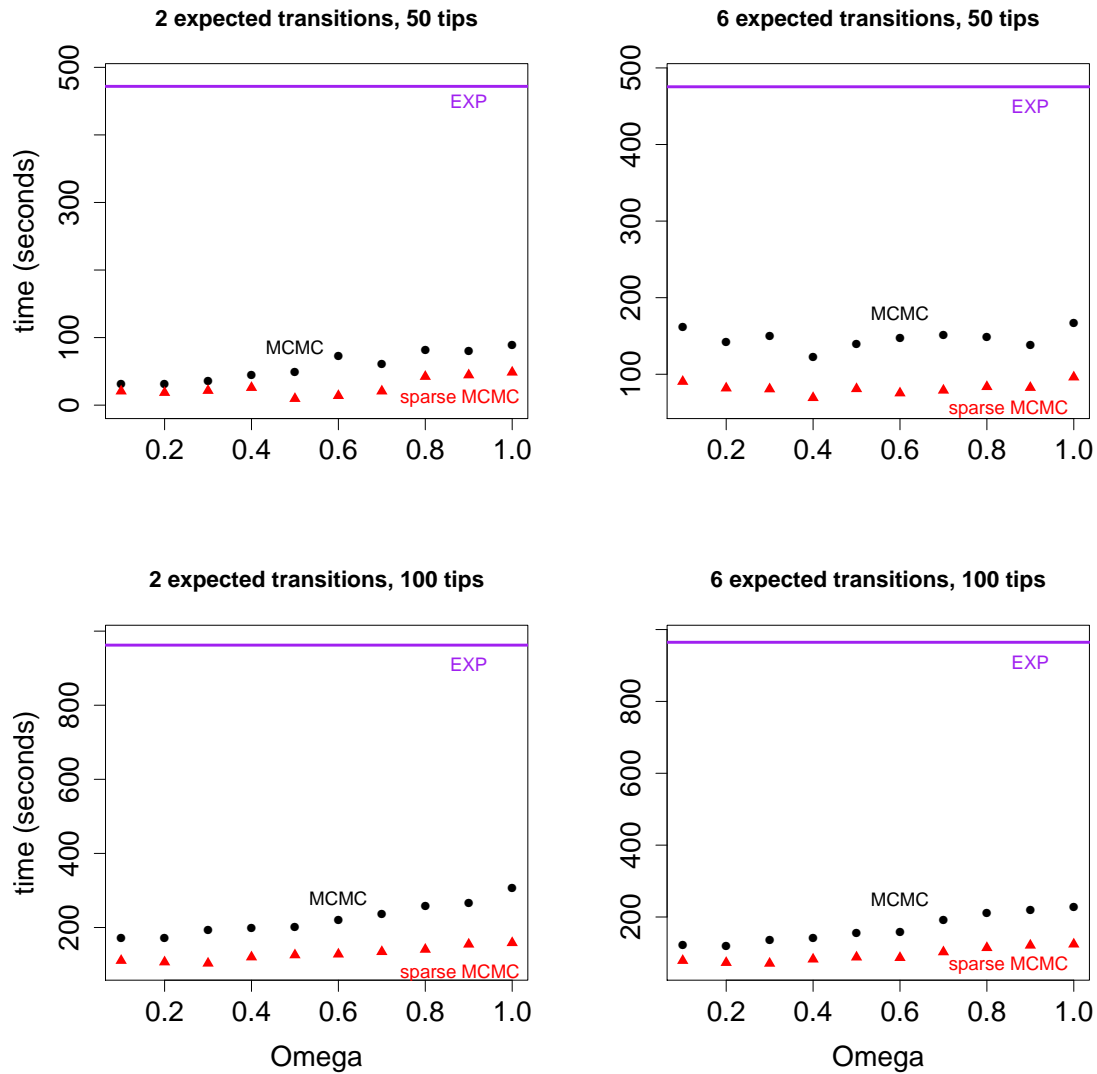 2 expected transitions, 50 tips
time (seconds)
500
300
100
0
EXP
MCMC
sparse MCMC
0.2 0.4 0.6 0.8 1.0
6 expected transitions, 50 tips
500
400
300
200
100
EXP
MCMC
sparse MCMC
0.2 0.4 0.6 0.8 1.0
2 expected transitions, 100 tips
time (seconds)
800
600
400
200
EXP
MCMC
sparse MCMC
0.2 0.4 0.6 0.8 1.0
Omega
6 expected transitions, 100 tips
800
600
400
200
EXP
MCMC
sparse MCMC
0.2 0.4 0.6 0.8 1.0
Omega